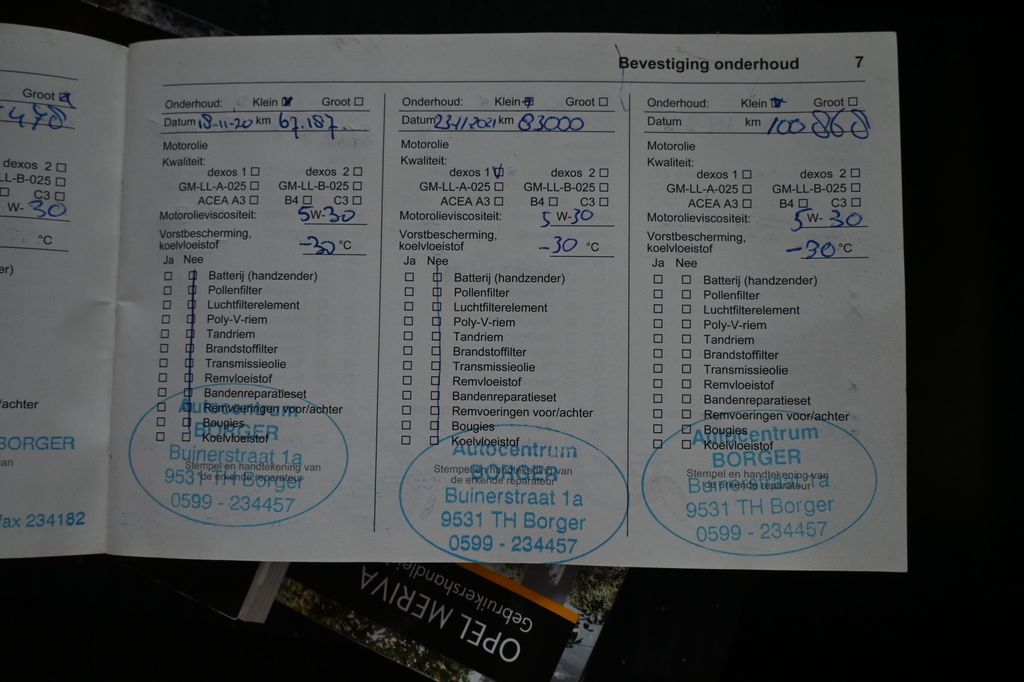 Groot
478
dexos 2
LL-B-025
C3
W- 30
°C
er)
/achter
BORGER
van
fax 234182
Bevestiging onderhoud 7
Onderhoud: Klein Groot
Datum 18-11-20 km 67.187.
Motorolie
Kwaliteit:
dexos 1 dexos 2
GM-LL-A-025 GM-LL-B-025
ACEA A3 B4 C3
Motorolieviscositeit: 5W-30
Vorstbescherming,
koelvloeistof -30 °C
Ja Nee
Batterij (handzender)
Pollenfilter
Luchtfilterelement
Poly-V-riem
Tandriem
Brandstoffilter
Transmissieolie
Remvloeistof
Bandenreparatieset
Remvoeringen voor/achter
Bougies
Koelvloeistof
Stempel en handtekening van
de erkende reparateur
Autocentrum
BORGER
Buinerstraat 1a
9531 TH Borger
0599 - 234457
Onderhoud: Klein Groot
Datum 23-11-2021 km 83000
Motorolie
Kwaliteit:
dexos 1 dexos 2
GM-LL-A-025 GM-LL-B-025
ACEA A3 B4 C3
Motorolieviscositeit: 5 W-30
Vorstbescherming,
koelvloeistof -30 °C
Ja Nee
Batterij (handzender)
Pollenfilter
Luchtfilterelement
Poly-V-riem
Tandriem
Brandstoffilter
Transmissieolie
Remvloeistof
Bandenreparatieset
Remvoeringen voor/achter
Bougies
Koelvloeistof
Stempel en handtekening van
de erkende reparateur
Autocentrum
BORGER
Buinerstraat 1a
9531 TH Borger
0599 - 234457
Onderhoud: Klein Groot
Datum km 100868
Motorolie
Kwaliteit:
dexos 1 dexos 2
GM-LL-A-025 GM-LL-B-025
ACEA A3 B4 C3
Motorolieviscositeit: 5 W- 30
Vorstbescherming,
koelvloeistof -30 °C
Ja Nee
Batterij (handzender)
Pollenfilter
Luchtfilterelement
Poly-V-riem
Tandriem
Brandstoffilter
Transmissieolie
Remvloeistof
Bandenreparatieset
Remvoeringen voor/achter
Bougies
Koelvloeistof
Stempel en handtekening van
de erkende reparateur
Autocentrum
BORGER
Buinerstraat 1a
9531 TH Borger
0599 - 234457
OPEL MERIVA
Gebruikershandlei